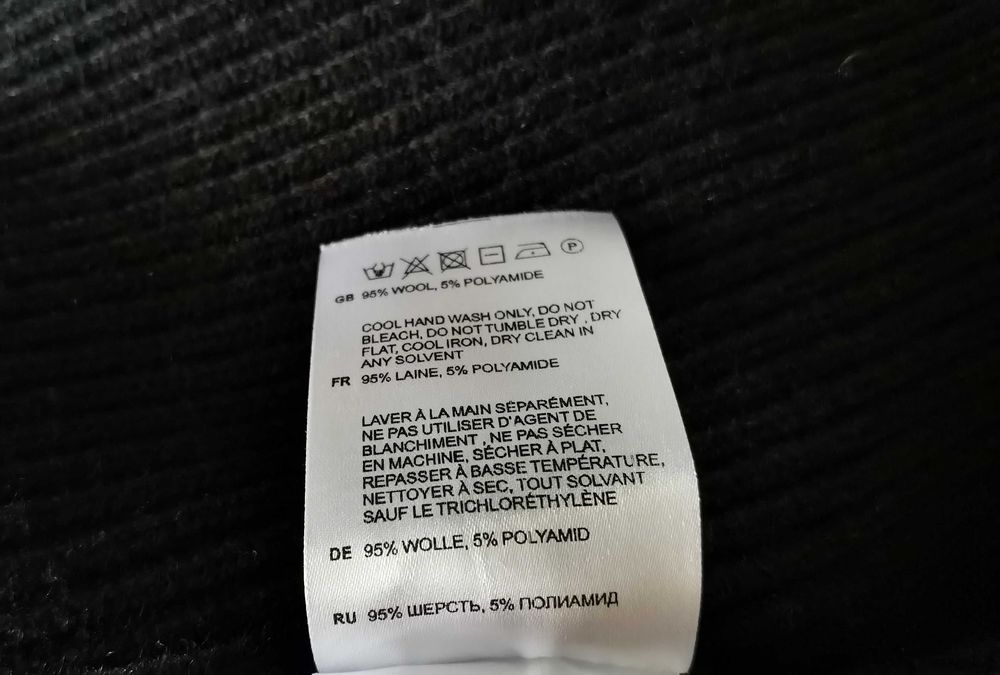 P
GB 95% WOOL, 5% POLYAMIDE
COOL HAND WASH ONLY, DO NOT
BLEACH, DO NOT TUMBLE DRY , DRY
FLAT, COOL IRON, DRY CLEAN IN
ANY SOLVENT
FR 95% LAINE, 5% POLYAMIDE
LAVER À LA MAIN SÉPARÉMENT,
NE PAS UTILISER D'AGENT DE
BLANCHIMENT , NE PAS SÉCHER
EN MACHINE, SÉCHER À PLAT,
REPASSER À BASSE TEMPÉRATURE,
NETTOYER À SEC, TOUT SOLVANT
SAUF LE TRICHLORÉTHYLÈNE
DE 95% WOLLE, 5% POLYAMID
RU 95% ШЕРСТЬ, 5% ПОЛИАМИД